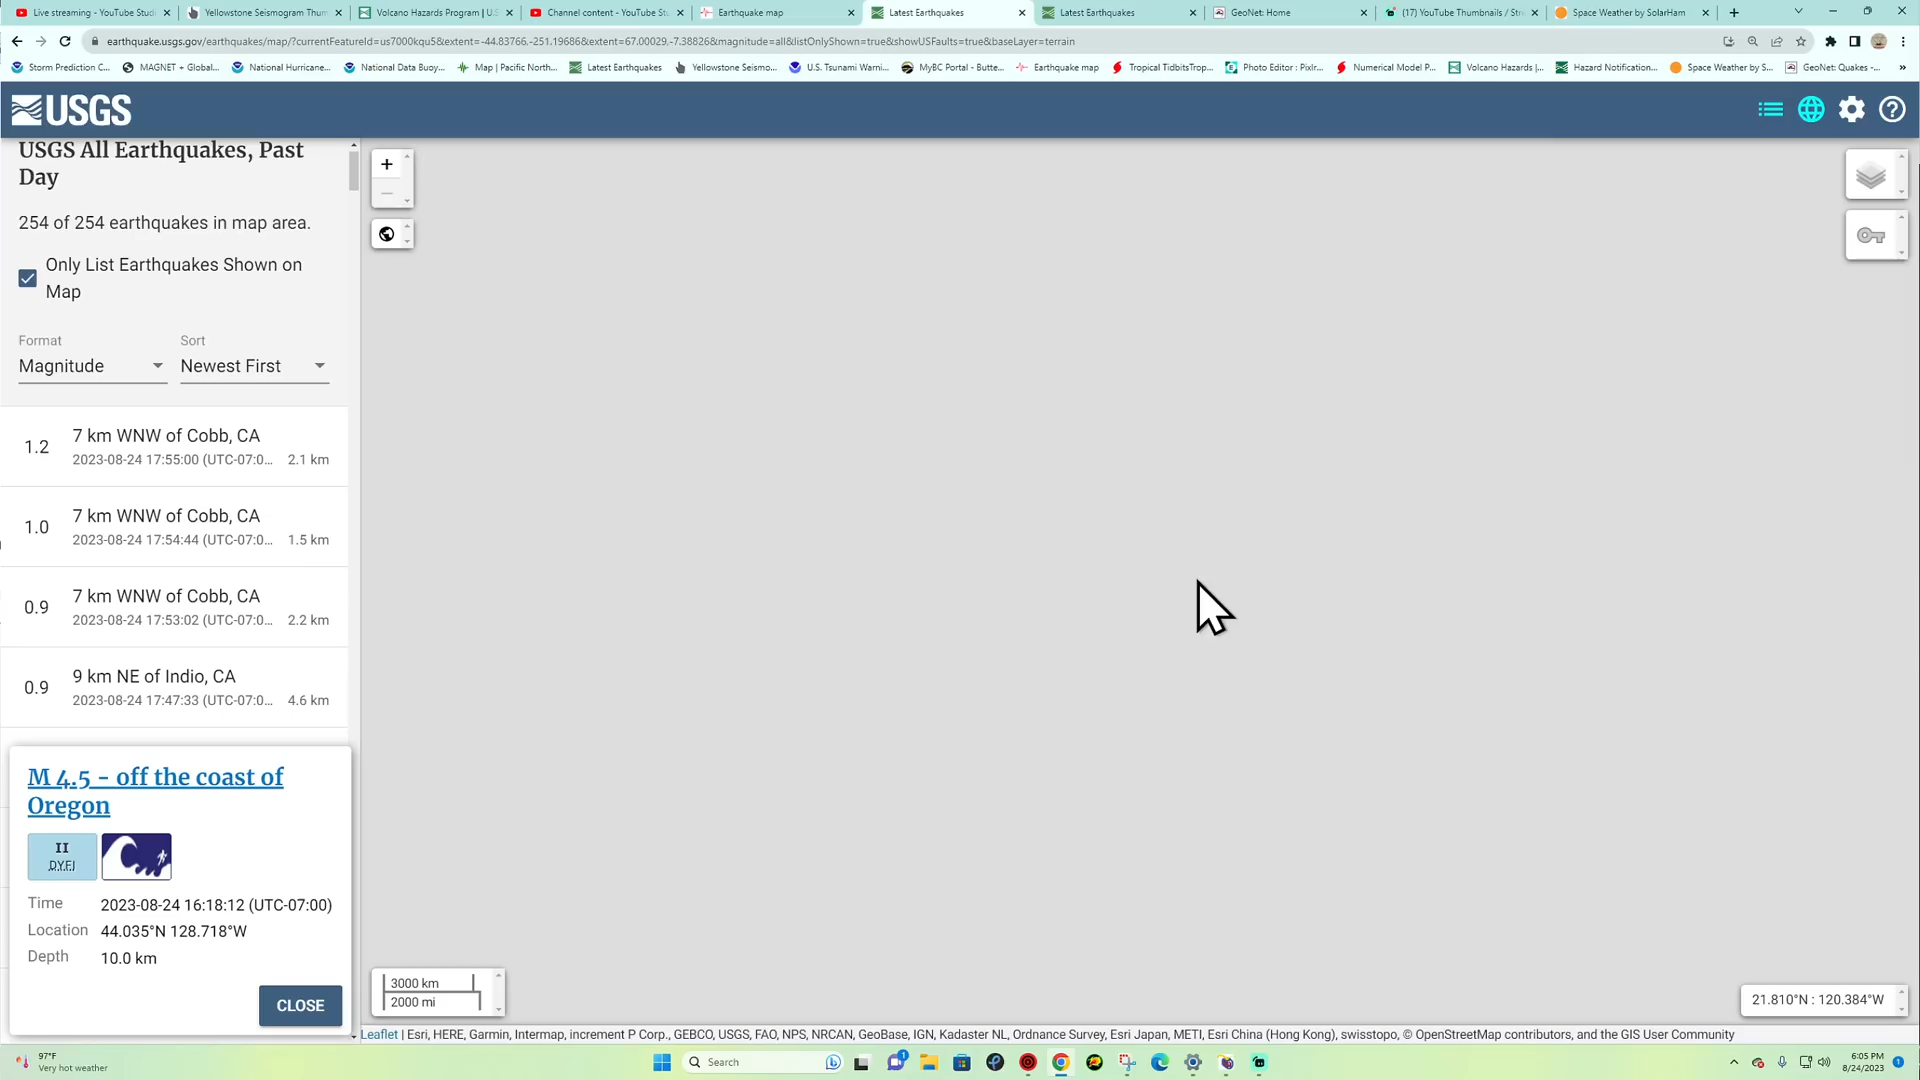 Live streaming - YouTube Stud
Yellowstone Seismogram Thum
Volcano Hazards Program | U.S
Channel content - YouTube Stu
Earthquake map
Latest Earthquakes
Latest Earthquakes
GeoNet: Home
(17) YouTube Thumbnails / Stre
Space Weather by SolarHam
earthquake.usgs.gov/earthquakes/map/?currentFeatureId=us7000kqu5&extent=-44.83766,-251.19686&extent=67.00029,-7.38826&magnitude=all&listOnlyShown=true&showUSFaults=true&baseLayer=terrain
Storm Prediction C...
MAGNET + Global...
National Hurricane...
National Data Buoy...
Map | Pacific North...
Latest Earthquakes
Yellowstone Seismo...
U.S. Tsunami Warni...
MyBC Portal - Butte...
Earthquake map
Tropical TidbitsTrop...
Photo Editor : Pixlr...
Numerical Model P...
Volcano Hazards |...
Hazard Notification...
Space Weather by S...
GeoNet: Quakes -...
USGS
USGS All Earthquakes, Past
Day
254 of 254 earthquakes in map area.
Only List Earthquakes Shown on
Map
Format
Sort
Magnitude
Newest First
1.2
7 km WNW of Cobb, CA
2023-08-24 17:55:00 (UTC-07:0...
2.1 km
1.0
7 km WNW of Cobb, CA
2023-08-24 17:54:44 (UTC-07:0...
1.5 km
0.9
7 km WNW of Cobb, CA
2023-08-24 17:53:02 (UTC-07:0...
2.2 km
0.9
9 km NE of Indio, CA
2023-08-24 17:47:33 (UTC-07:0...
4.6 km
M 4.5 - off the coast of
Oregon
II
DYFI
Time
2023-08-24 16:18:12 (UTC-07:00)
Location
44.035°N 128.718°W
Depth
10.0 km
CLOSE
3000 km
2000 mi
21.810°N : 120.384°W
Leaflet | Esri, HERE, Garmin, Intermap, increment P Corp., GEBCO, USGS, FAO, NPS, NRCAN, GeoBase, IGN, Kadaster NL, Ordnance Survey, Esri Japan, METI, Esri China (Hong Kong), swisstopo, © OpenStreetMap contributors, and the GIS User Community
97°F
Very hot weather
Search
1
6:05 PM
8/24/2023
1